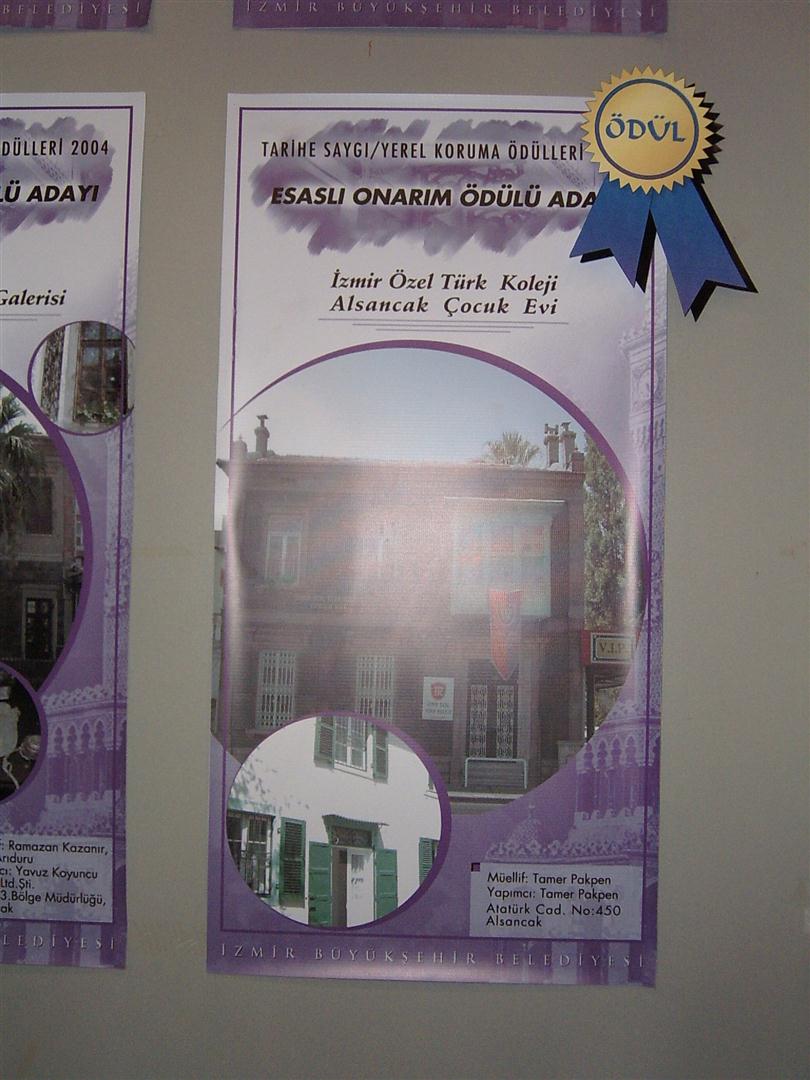 BELEDİYESİ
İZMİR BÜYÜKŞEHİR BELEDİYESİ
DÜLLERİ 2004
LÜ ADAYI
Galerisi
f: Ramazan Kazanır,
Arıduru
cı: Yavuz Koyuncu
Ltd.Şti.
3.Bölge Müdürlüğü,
ak
LEDİYESİ
TARİHE SAYGI/YEREL KORUMA ÖDÜLLERİ
ÖDÜL
ESASLI ONARIM ÖDÜLÜ ADA
İzmir Özel Türk Koleji
Alsancak Çocuk Evi
V.I.P.
Müellif: Tamer Pakpen
Yapımcı: Tamer Pakpen
Atatürk Cad. No:450
Alsancak
İZMİR BÜYÜKŞEHİR BELEDİYESİ